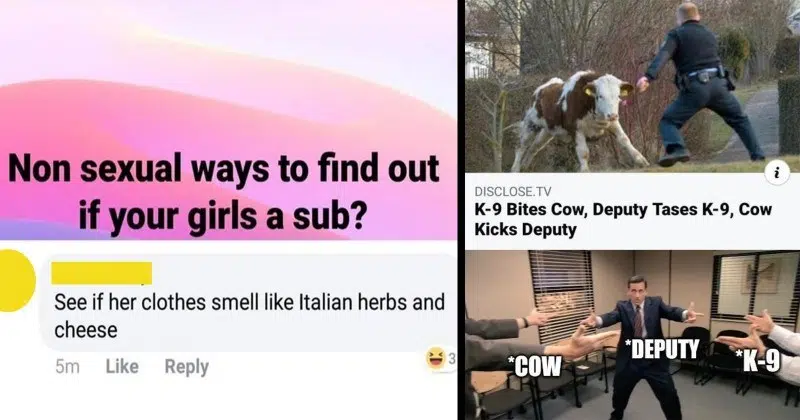 Non sexual ways to find out
if your girls a sub?
See if her clothes smell like Italian herbs and
cheese
5m Like Reply
3
i
DISCLOSE.TV
K-9 Bites Cow, Deputy Tases K-9, Cow
Kicks Deputy
*COW
*DEPUTY
*K-9